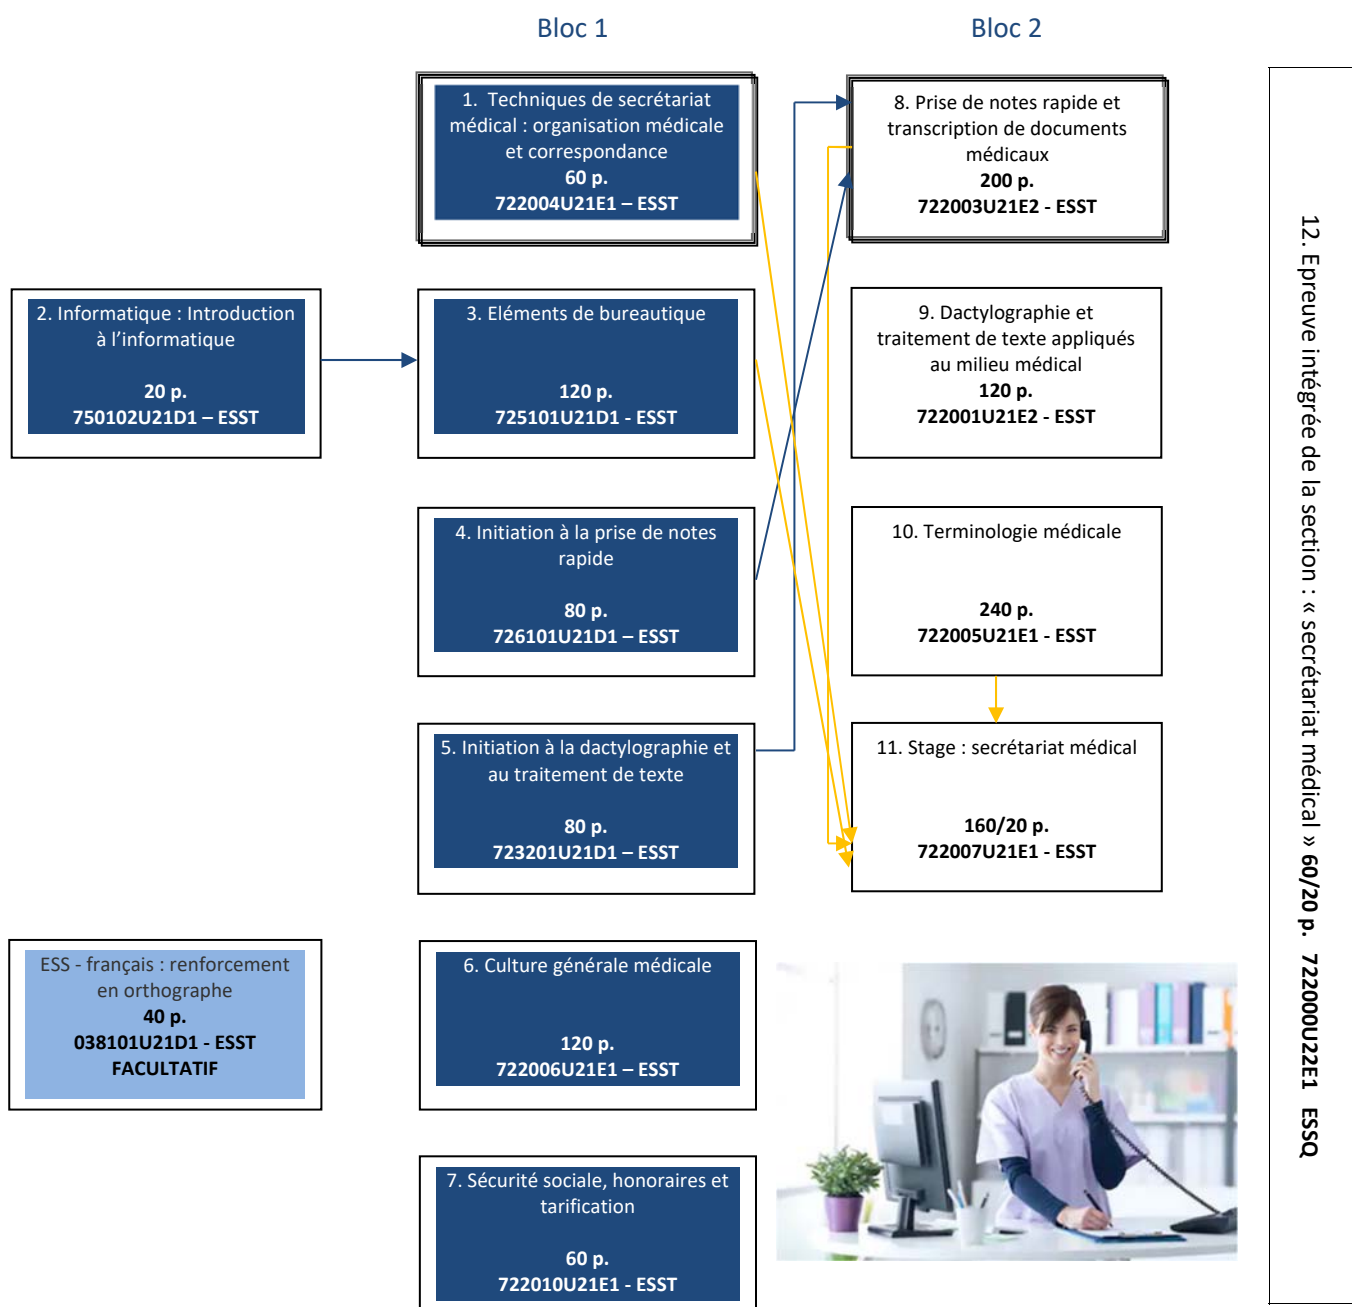 Bloc 1
Bloc 2
1. Techniques de secrétariat
médical : organisation médicale
et correspondance
60 p.
722004U21E1 – ESST
8. Prise de notes rapide et
transcription de documents
médicaux
200 p.
722003U21E2 - ESST
2. Informatique : Introduction
à l’informatique
20 p.
750102U21D1 – ESST
3. Eléments de bureautique
120 p.
725101U21D1 - ESST
9. Dactylographie et
traitement de texte appliqués
au milieu médical
120 p.
722001U21E2 - ESST
4. Initiation à la prise de notes
rapide
80 p.
726101U21D1 – ESST
10. Terminologie médicale
240 p.
722005U21E1 - ESST
5. Initiation à la dactylographie et
au traitement de texte
80 p.
723201U21D1 – ESST
11. Stage : secrétariat médical
160/20 p.
722007U21E1 - ESST
ESS - français : renforcement
en orthographe
40 p.
038101U21D1 - ESST
FACULTATIF
6. Culture générale médicale
120 p.
722006U21E1 – ESST
7. Sécurité sociale, honoraires et
tarification
60 p.
722010U21E1 - ESST
12. Epreuve intégrée de la section : « secrétariat médical » 60/20 p. 722000U22E1 ESSQ